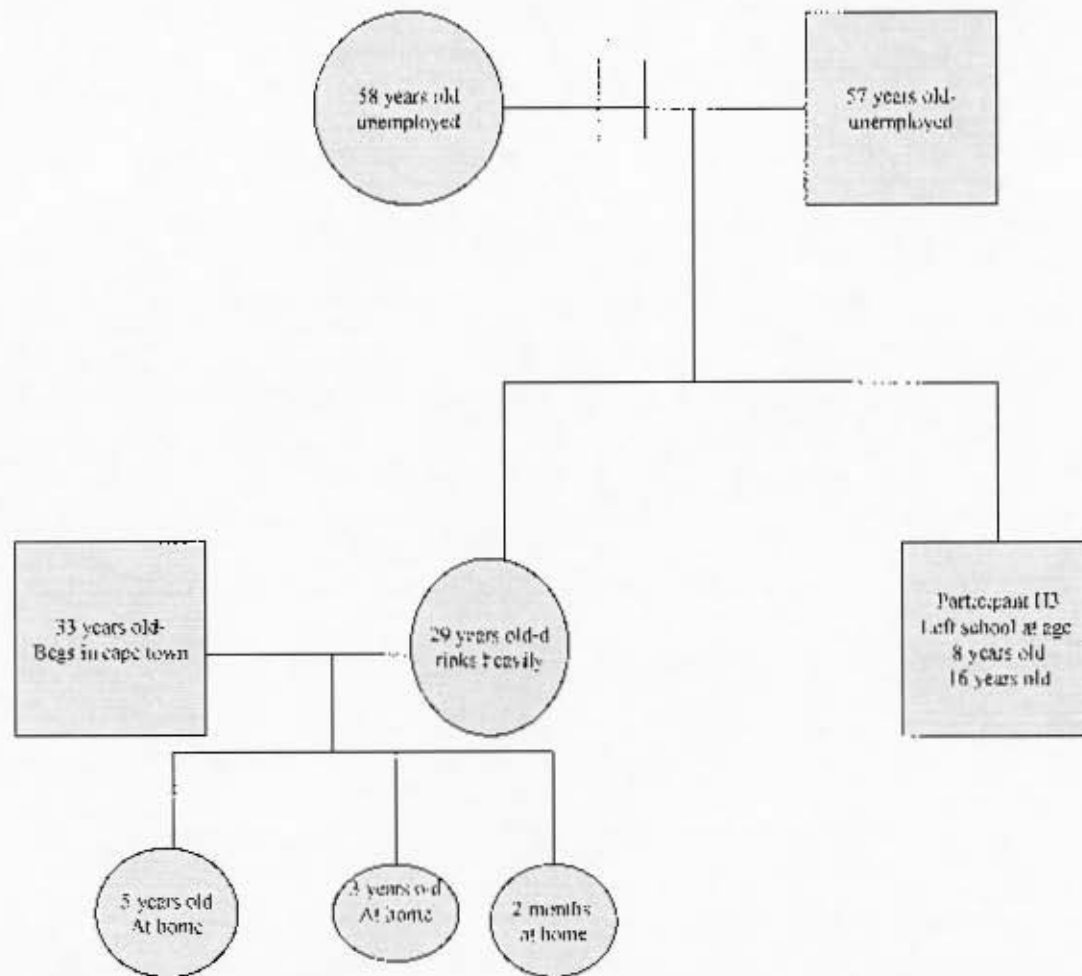 58 years old
unemployed
57 years old-
unemployed
33 years old-
Begs in cape town
29 years old-d
rinks heavily
Participant H3
Left school at age
8 years old
16 years old
5 years old
At home
3 years old
At home
2 months
at home